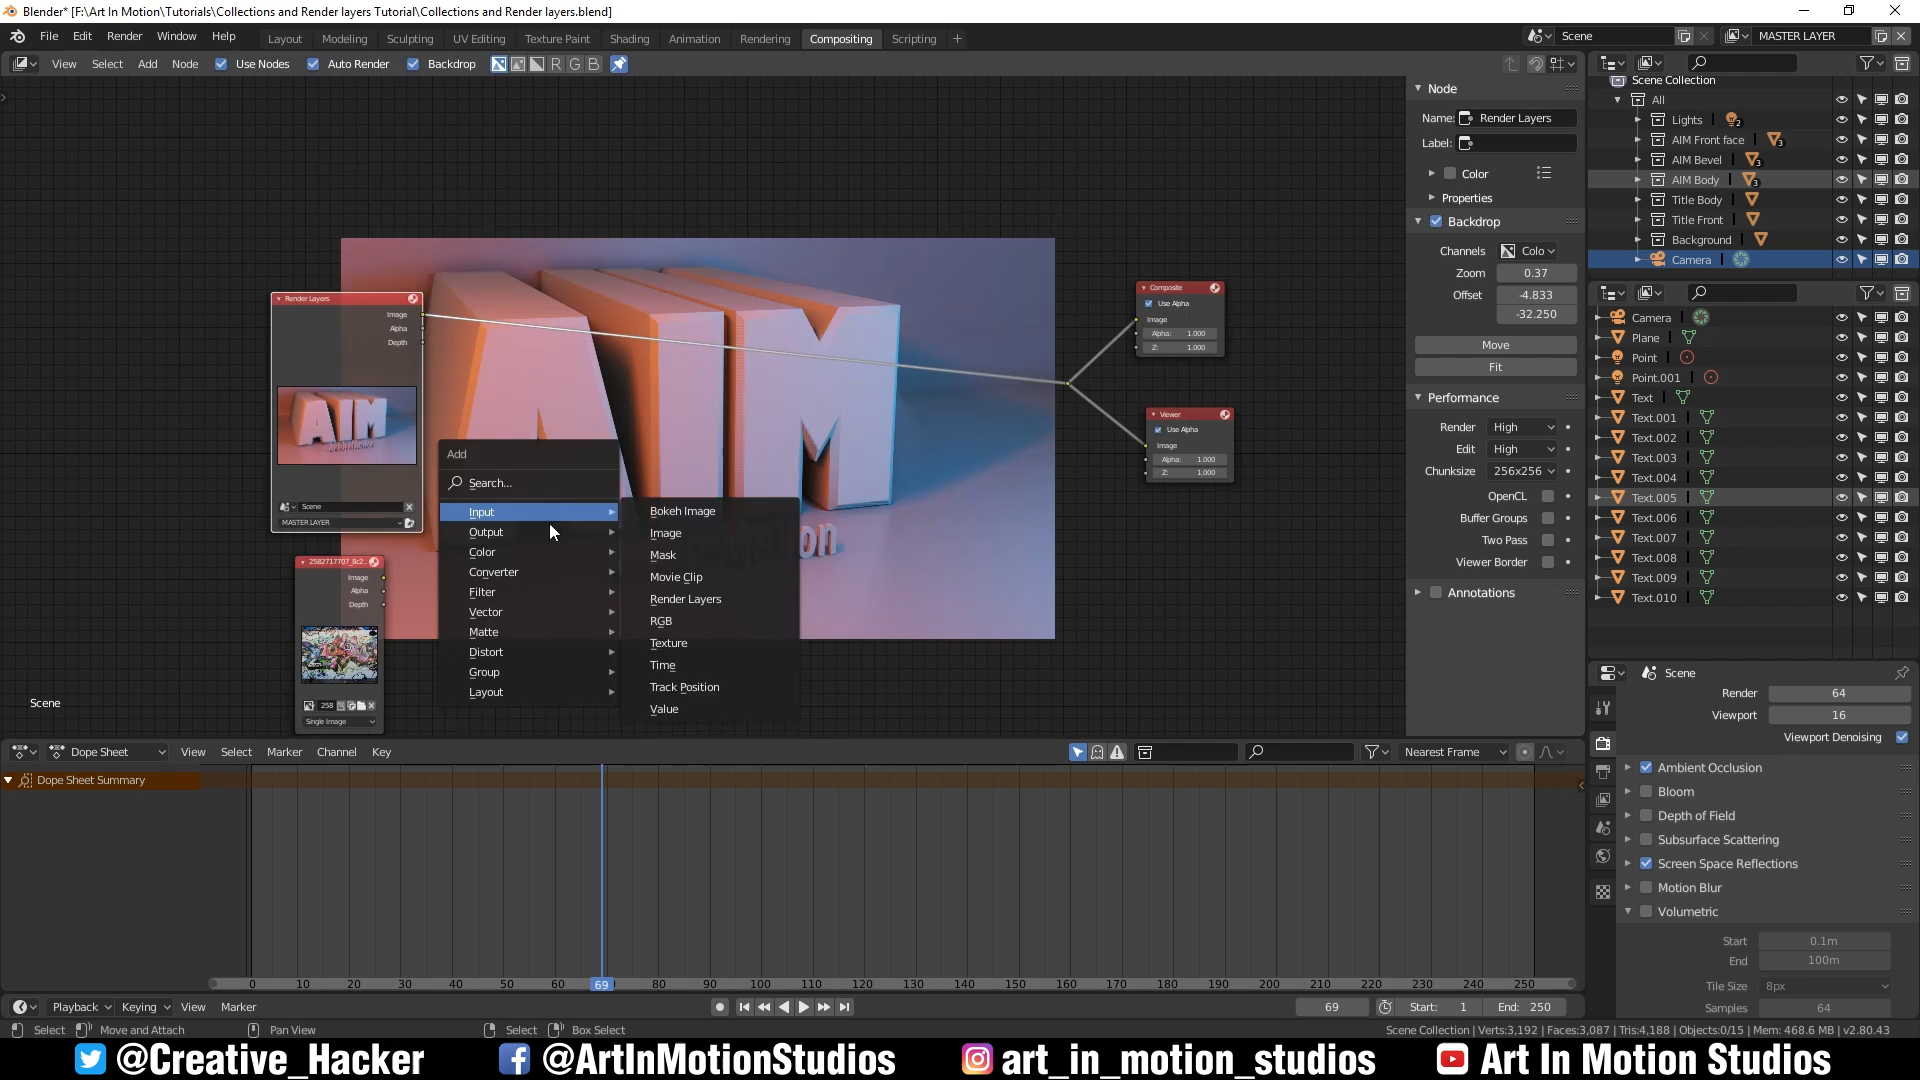 Blender* [F:\Art In Motion\Tutorials\Collections and Render layers Tutorial\Collections and Render layers.blend]
File Edit Render Window Help Layout Modeling Sculpting UV Editing Texture Paint Shading Animation Rendering Compositing Scripting + Scene MASTER LAYER
View Select Add Node Use Nodes Auto Render Backdrop R G B
Scene Collection
All
Lights 2
AIM Front face 3
AIM Bevel 3
AIM Body 3
Title Body
Title Front
Background
Camera
Node
Name: Render Layers
Label:
Color
Properties
Backdrop
Channels Colo
Zoom 0.37
Offset -4.833
-32.250
Move
Fit
Performance
Render High
Edit High
Chunksize 256x256
OpenCL
Buffer Groups
Two Pass
Viewer Border
Annotations
Camera
Plane
Point
Point.001
Text
Text.001
Text.002
Text.003
Text.004
Text.005
Text.006
Text.007
Text.008
Text.009
Text.010
Render Layers
Image
Alpha
Depth
AIM
Scene
MASTER LAYER
2582717707_8c2..
Image
Alpha
Depth
258
Single Image
AIM
on
Composite
Use Alpha
Image
Alpha: 1.000
Z: 1.000
Viewer
Use Alpha
Image
Alpha: 1.000
Z: 1.000
Add
Search...
Input
Output
Color
Converter
Filter
Vector
Matte
Distort
Group
Layout
Bokeh Image
Image
Mask
Movie Clip
Render Layers
RGB
Texture
Time
Track Position
Value
Scene
Scene
Render 64
Viewport 16
Viewport Denoising
Ambient Occlusion
Bloom
Depth of Field
Subsurface Scattering
Screen Space Reflections
Motion Blur
Volumetric
Start 0.1m
End 100m
Tile Size 8px
Samples 64
Dope Sheet View Select Marker Channel Key Nearest Frame
Dope Sheet Summary
0 10 20 30 40 50 60 69 80 90 100 110 120 130 140 150 160 170 180 190 200 210 220 230 240 250
Playback Keying View Marker 69 Start: 1 End: 250
Select Move and Attach Pan View Select Box Select Scene Collection | Verts:3,192 | Faces:3,087 | Tris:4,188 | Objects:0/15 | Mem: 468.6 MB | v2.80.43
@Creative_Hacker @ArtInMotionStudios art_in_motion_studios Art In Motion Studios